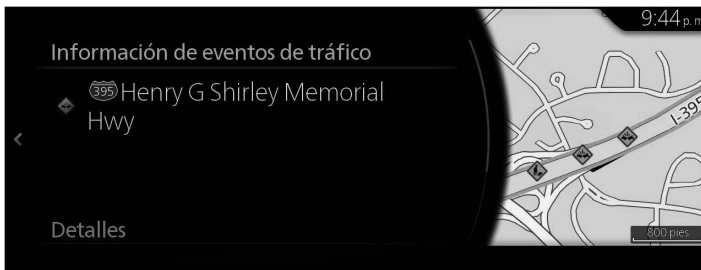 9:44 p. m
Información de eventos de tráfico
395 Henry G Shirley Memorial
Hwy
Detalles
I-395
800 pies